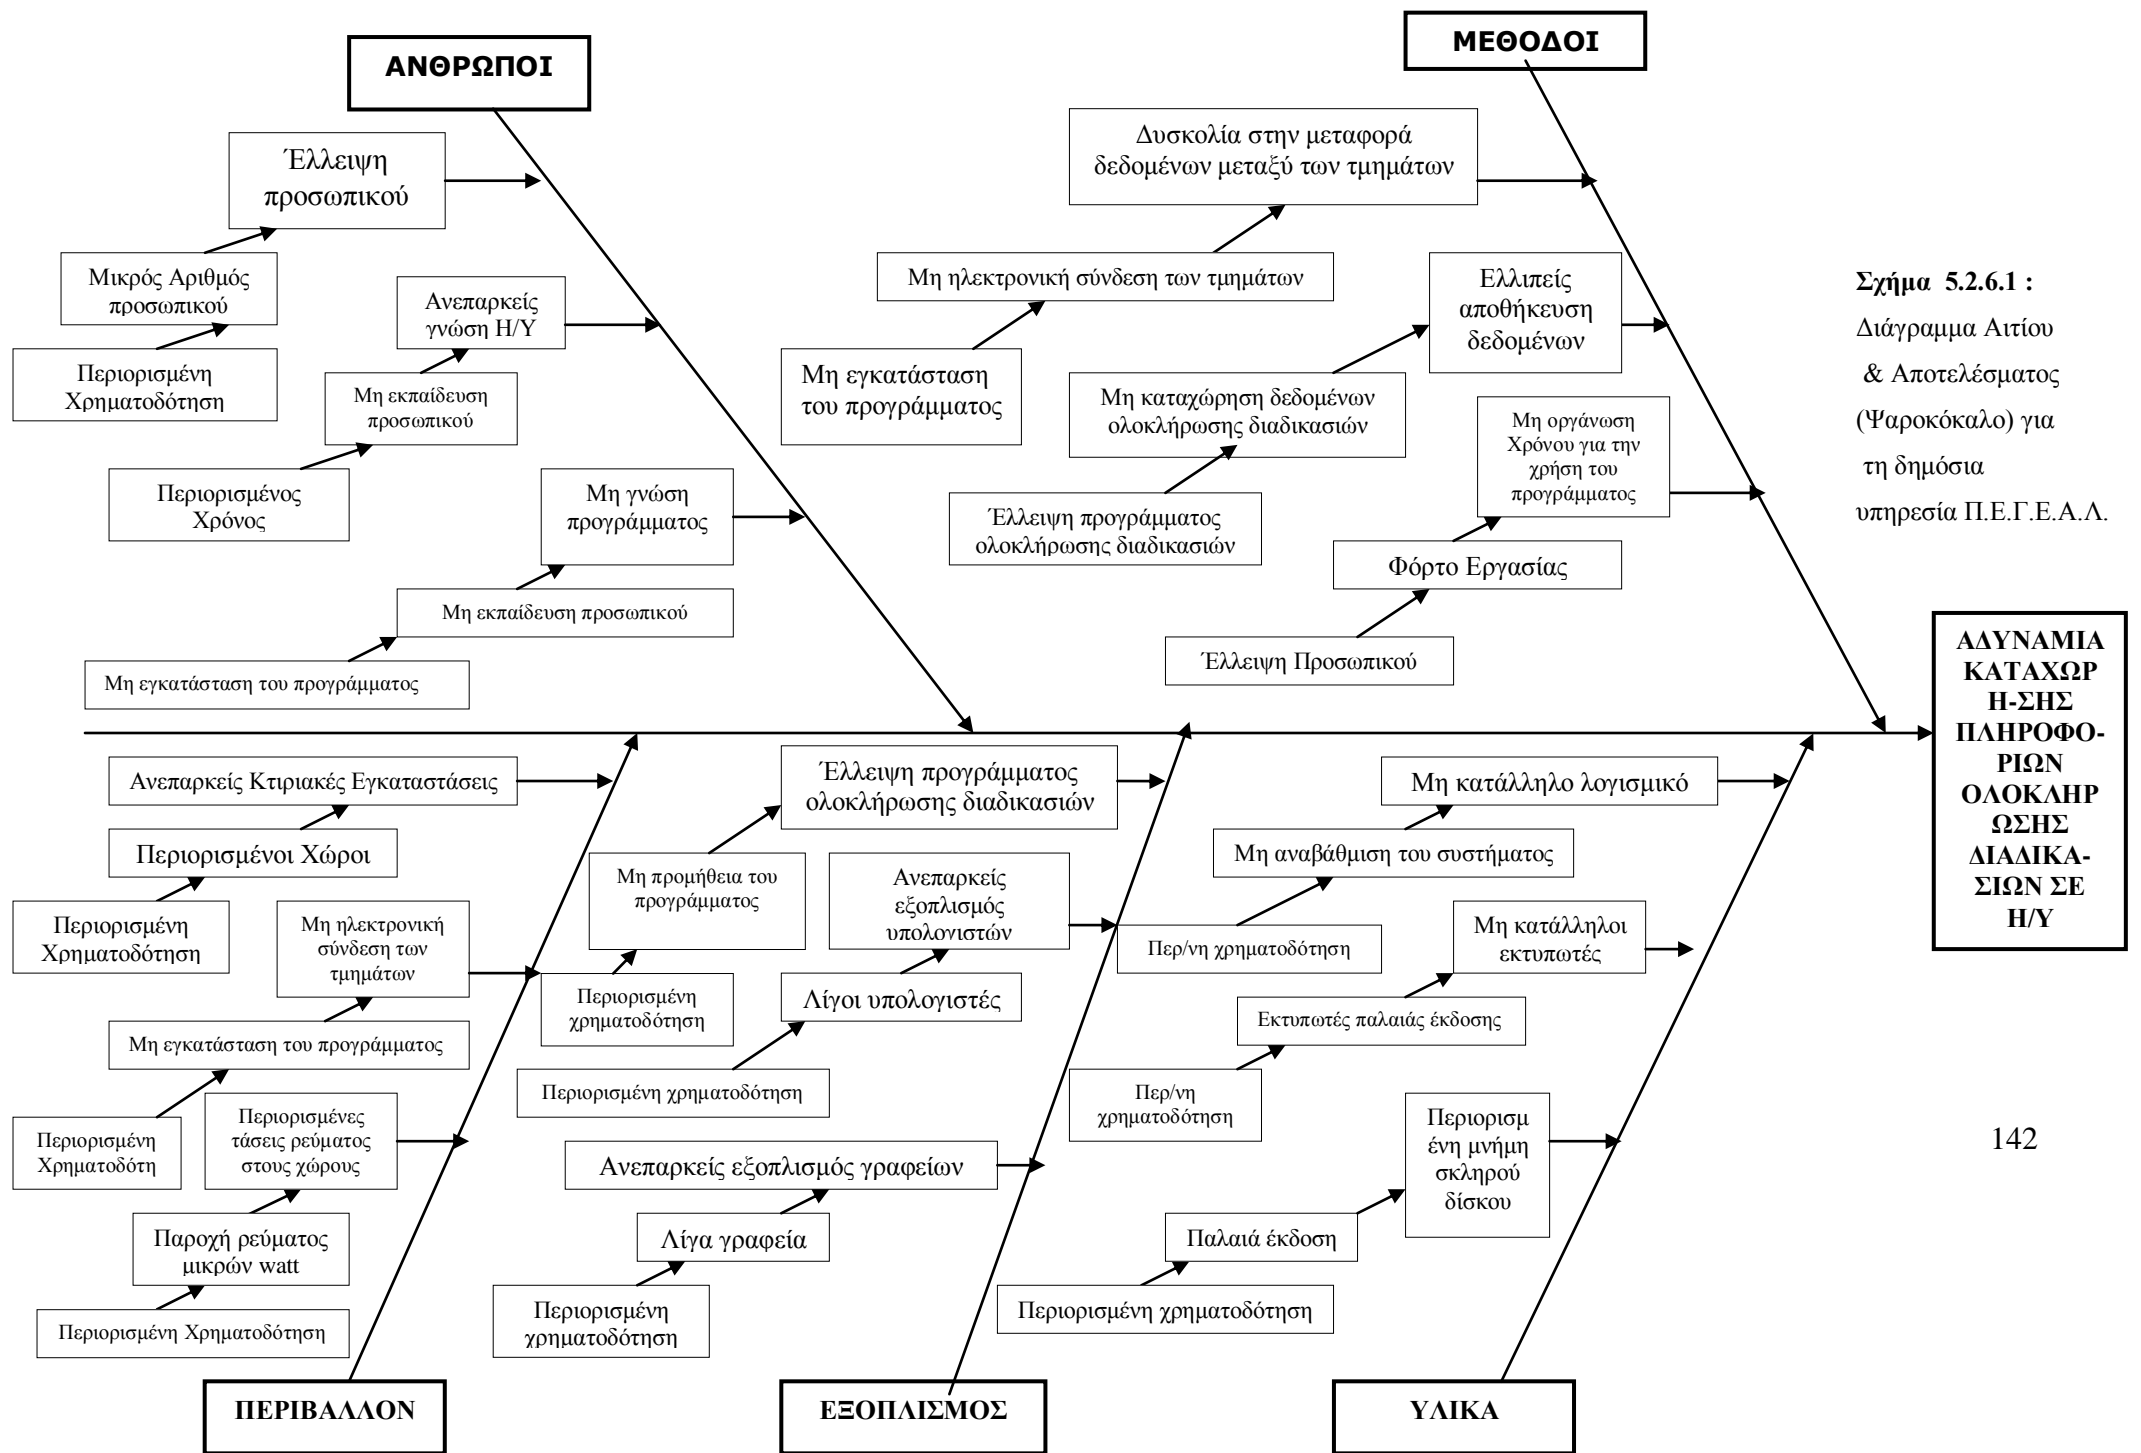 ΑΝΘΡΩΠΟΙ
Έλλειψη
προσωπικού
Μικρός Αριθμός
προσωπικού
Περιορισμένη
Χρηματοδότηση
Ανεπαρκείς
γνώση Η/Υ
Μη εκπαίδευση
προσωπικού
Περιορισμένος
Χρόνος
Μη γνώση
προγράμματος
Μη εκπαίδευση προσωπικού
Μη εγκατάσταση του προγράμματος
ΜΕΘΟΔΟΙ
Δυσκολία στην μεταφορά
δεδομένων μεταξύ των τμημάτων
Μη ηλεκτρονική σύνδεση των τμημάτων
Μη εγκατάσταση
του προγράμματος
Ελλιπείς
αποθήκευση
δεδομένων
Μη καταχώρηση δεδομένων
ολοκλήρωσης διαδικασιών
Έλλειψη προγράμματος
ολοκλήρωσης διαδικασιών
Μη οργάνωση
Χρόνου για την
χρήση του
προγράμματος
Φόρτο Εργασίας
Έλλειψη Προσωπικού
Σχήμα 5.2.6.1 :
Διάγραμμα Αιτίου
& Αποτελέσματος
(Ψαροκόκαλο) για
τη δημόσια
υπηρεσία Π.Ε.Γ.Ε.Α.Λ.
ΑΔΥΝΑΜΙΑ
ΚΑΤΑΧΩΡ
Η-ΣΗΣ
ΠΛΗΡΟΦΟ-
ΡΙΩΝ
ΟΛΟΚΛΗΡ
ΩΣΗΣ
ΔΙΑΔΙΚΑ-
ΣΙΩΝ ΣΕ
Η/Υ
Ανεπαρκείς Κτιριακές Εγκαταστάσεις
Περιορισμένοι Χώροι
Περιορισμένη
Χρηματοδότηση
Μη ηλεκτρονική
σύνδεση των
τμημάτων
Μη εγκατάσταση του προγράμματος
Περιορισμένη
Χρηματοδότη
Περιορισμένες
τάσεις ρεύματος
στους χώρους
Παροχή ρεύματος
μικρών watt
Περιορισμένη Χρηματοδότηση
ΠΕΡΙΒΑΛΛΟΝ
Έλλειψη προγράμματος
ολοκλήρωσης διαδικασιών
Μη προμήθεια του
προγράμματος
Περιορισμένη
χρηματοδότηση
Ανεπαρκείς
εξοπλισμός
υπολογιστών
Λίγοι υπολογιστές
Περιορισμένη χρηματοδότηση
Ανεπαρκείς εξοπλισμός γραφείων
Λίγα γραφεία
Περιορισμένη
χρηματοδότηση
ΕΞΟΠΛΙΣΜΟΣ
Μη κατάλληλο λογισμικό
Μη αναβάθμιση του συστήματος
Περ/νη χρηματοδότηση
Μη κατάλληλοι
εκτυπωτές
Εκτυπωτές παλαιάς έκδοσης
Περ/νη
χρηματοδότηση
Περιορισμ
ένη μνήμη
σκληρού
δίσκου
Παλαιά έκδοση
Περιορισμένη χρηματοδότηση
ΥΛΙΚΑ
142